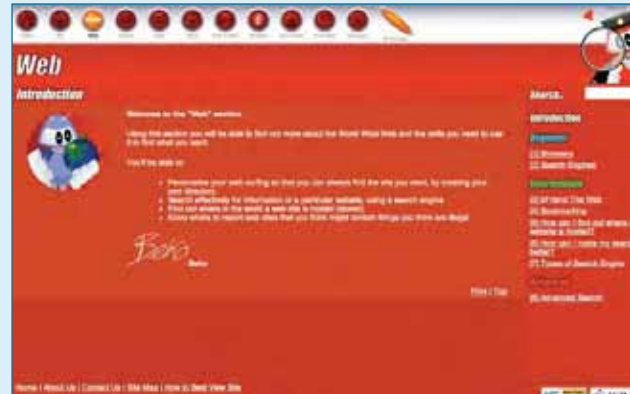 Web
Introduction
Welcome to the "Web" section.
Using this section you will be able to find out more about the World Wide Web and the skills you need to use
it to find what you want.
You'll be able to:
Personalise your web surfing so that you can always find the site you want, by creating your
own directory.
Search effectively for information or a particular website, using a search engine
Find out where in the world a web site is hosted
Know where to report web sites that you think might contain things you think are illegal
Beko
Beko
Print | Top
Search:
Introduction
[1] Browsers
[2] Search Engines
[3] What's The Web
[4] Bookmarking
[5] How can I find out where a
website is hosted?
[6] How can I make my search
better?
[7] Types of Search Engine
[8] Advanced Search
Home | About Us | Contact Us | Site Map | How to Best View Site